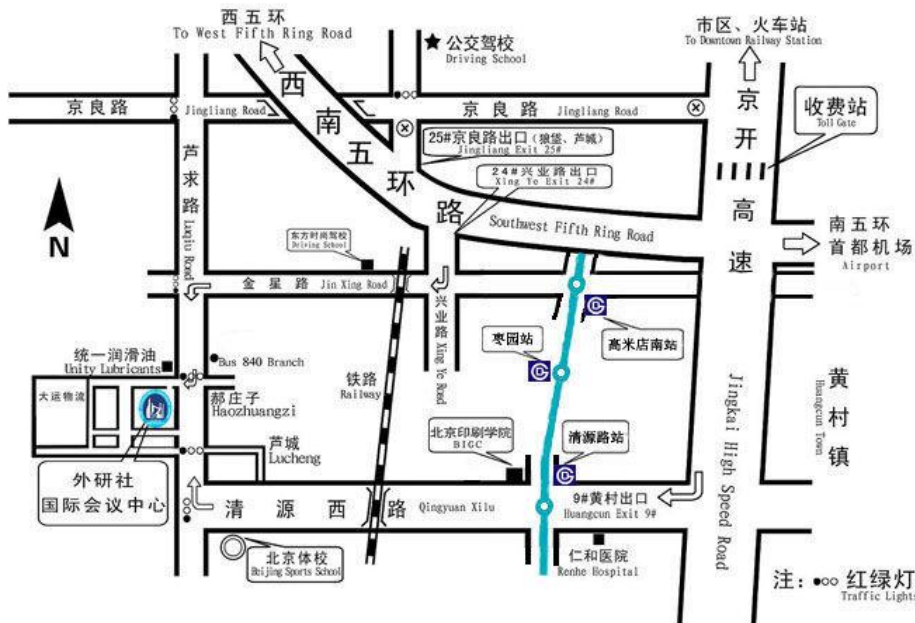 西五环
To West Fifth Ring Road
公交驾校
Driving School
市区、火车站
To Downtown Railway Station
京良路
Jingliang Road
京良路
Jingliang Road
西南五环路
Southwest Fifth Ring Road
京开高速
Jingkai High Speed Road
收费站
Toll Gate
25#京良路出口(狼垡、芦城)
Jingliang Exit 25#
24#兴业路出口
Xing Ye Exit 24#
芦求路
Luqiu Road
N
东方时尚驾校
Driving School
南五环
首都机场
Airport
金星路
Jin Xing Road
兴业路 Xing Ye Road
高米店南站
枣园站
统一润滑油
Unity Lubricants
Bus 840 Branch
铁路
Railway
黄村镇
Huangcun Town
大运物流
郝庄子
Haozhuangzi
北京印刷学院
BIGC
清源路站
芦城
Lucheng
外研社
国际会议中心
清源西路
Qingyuan Xilu
9#黄村出口
Huangcun Exit 9#
北京体校
Beijing Sports School
仁和医院
Renhe Hospital
注: 红绿灯
Traffic Lights